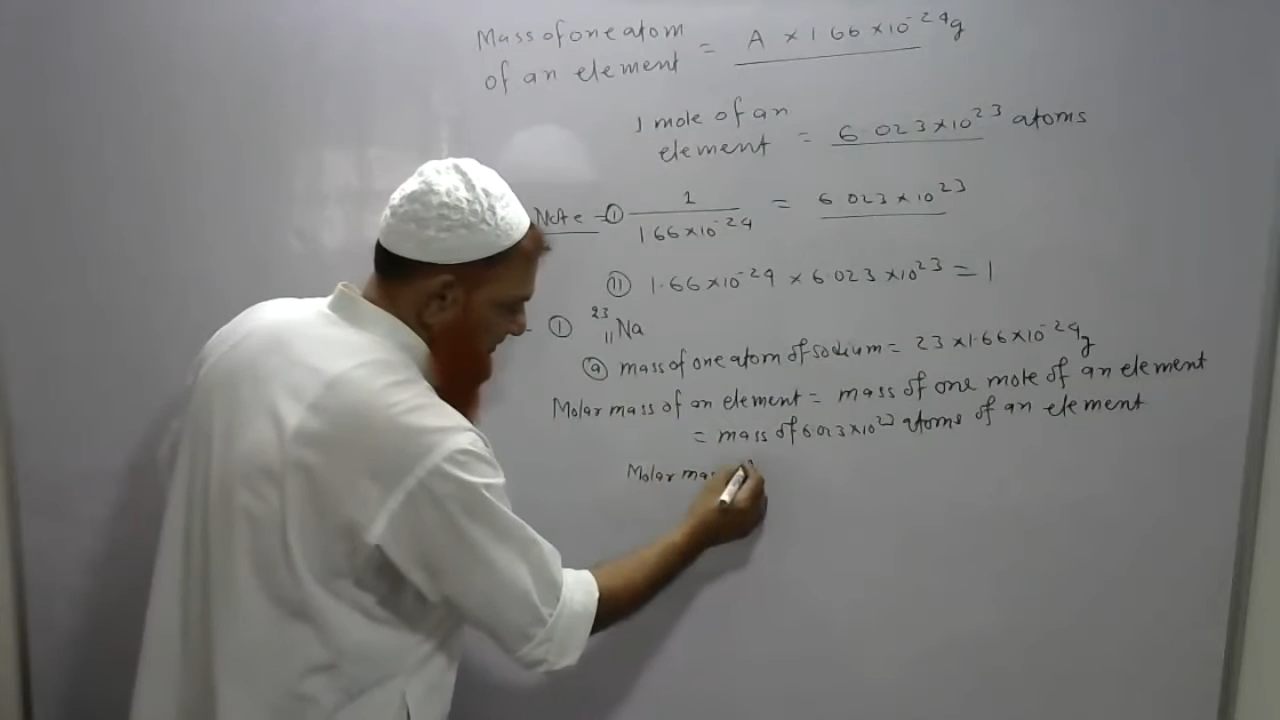 Mass of one atom
of an element = A × 1.66 × 10⁻²⁴g
1 mole of an
element = 6.023 × 10²³ atoms
Note - ① 1 / 1.66 × 10⁻²⁴ = 6.023 × 10²³
② 1.66 × 10⁻²⁴ × 6.023 × 10²³ = 1
- ① ²³₁₁Na
ⓐ mass of one atom of sodium = 23 × 1.66 × 10⁻²⁴g
Molar mass of an element = mass of one mole of an element
= mass of 6.023 × 10²³ atoms of an element
Molar